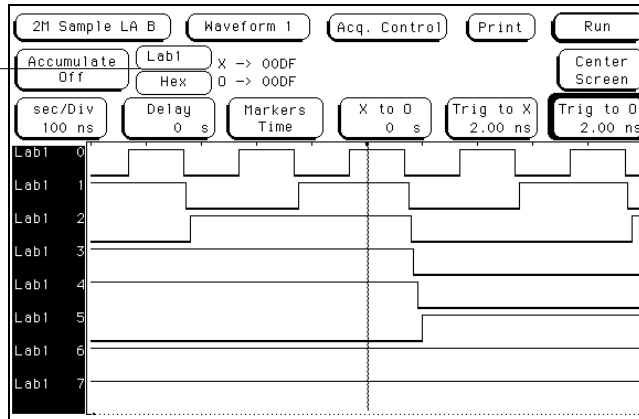 2M Sample LA B Waveform 1 Acq. Control Print Run
Accumulate Off Lab1 X -> 00DF Center Screen
Hex O -> 00DF
sec/Div 100 ns Delay 0 s Markers Time X to O 0 s Trig to X 2.00 ns Trig to O 2.00 ns
Lab1 0
Lab1 1
Lab1 2
Lab1 3
Lab1 4
Lab1 5
Lab1 6
Lab1 7